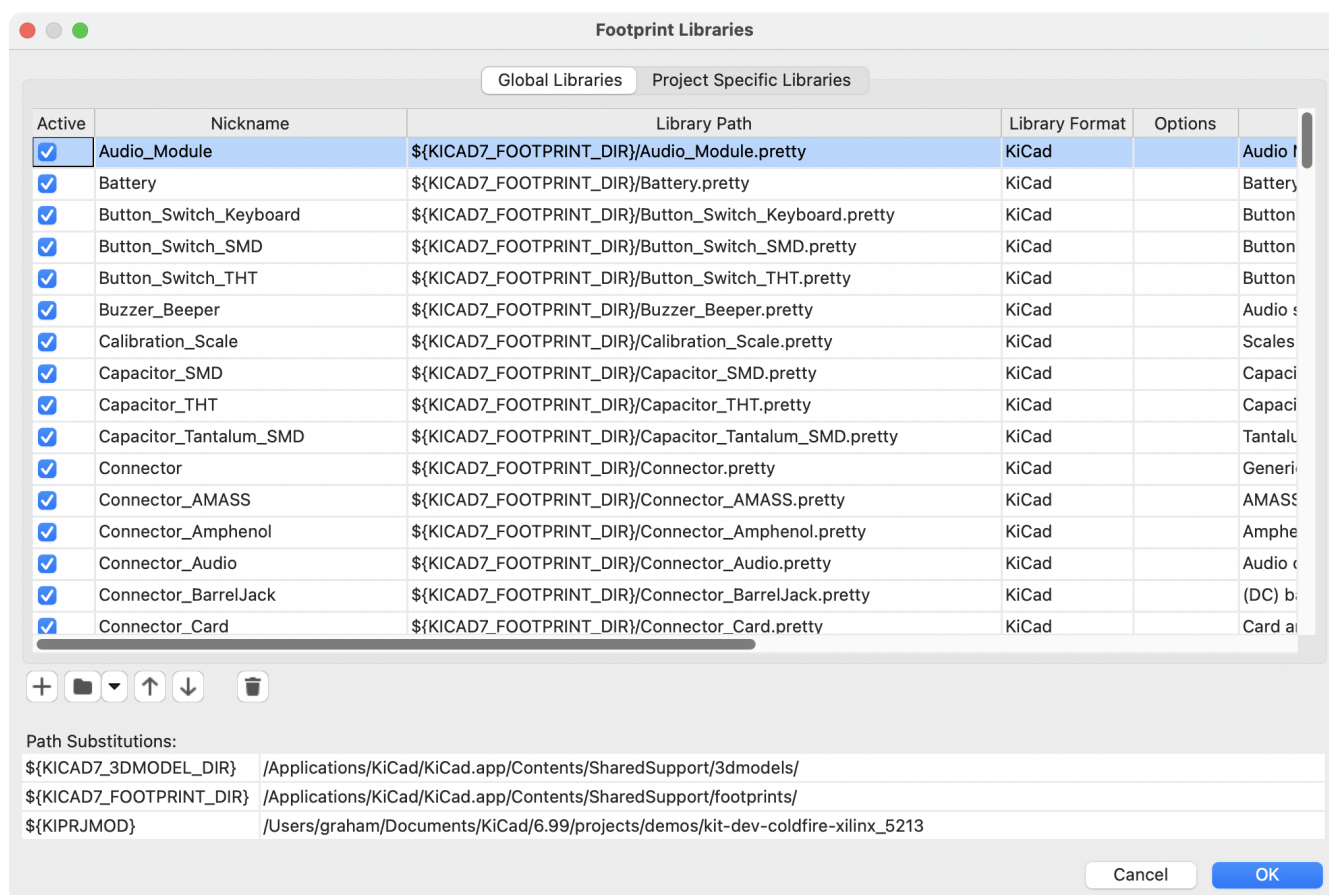 Footprint Libraries
Global Libraries Project Specific Libraries
Active Nickname Library Path Library Format Options
Audio_Module ${KICAD7_FOOTPRINT_DIR}/Audio_Module.pretty KiCad Audio
Battery ${KICAD7_FOOTPRINT_DIR}/Battery.pretty KiCad Battery
Button_Switch_Keyboard ${KICAD7_FOOTPRINT_DIR}/Button_Switch_Keyboard.pretty KiCad Button
Button_Switch_SMD ${KICAD7_FOOTPRINT_DIR}/Button_Switch_SMD.pretty KiCad Button
Button_Switch_THT ${KICAD7_FOOTPRINT_DIR}/Button_Switch_THT.pretty KiCad Button
Buzzer_Beeper ${KICAD7_FOOTPRINT_DIR}/Buzzer_Beeper.pretty KiCad Audio s
Calibration_Scale ${KICAD7_FOOTPRINT_DIR}/Calibration_Scale.pretty KiCad Scales
Capacitor_SMD ${KICAD7_FOOTPRINT_DIR}/Capacitor_SMD.pretty KiCad Capaci
Capacitor_THT ${KICAD7_FOOTPRINT_DIR}/Capacitor_THT.pretty KiCad Capaci
Capacitor_Tantalum_SMD ${KICAD7_FOOTPRINT_DIR}/Capacitor_Tantalum_SMD.pretty KiCad Tantalu
Connector ${KICAD7_FOOTPRINT_DIR}/Connector.pretty KiCad Generi
Connector_AMASS ${KICAD7_FOOTPRINT_DIR}/Connector_AMASS.pretty KiCad AMASS
Connector_Amphenol ${KICAD7_FOOTPRINT_DIR}/Connector_Amphenol.pretty KiCad Amphe
Connector_Audio ${KICAD7_FOOTPRINT_DIR}/Connector_Audio.pretty KiCad Audio c
Connector_BarrelJack ${KICAD7_FOOTPRINT_DIR}/Connector_BarrelJack.pretty KiCad (DC) ba
Connector_Card ${KICAD7_FOOTPRINT_DIR}/Connector_Card.pretty KiCad Card a
Path Substitutions:
${KICAD7_3DMODEL_DIR} /Applications/KiCad/KiCad.app/Contents/SharedSupport/3dmodels/
${KICAD7_FOOTPRINT_DIR} /Applications/KiCad/KiCad.app/Contents/SharedSupport/footprints/
${KIPRJMOD} /Users/graham/Documents/KiCad/6.99/projects/demos/kit-dev-coldfire-xilinx_5213
Cancel OK